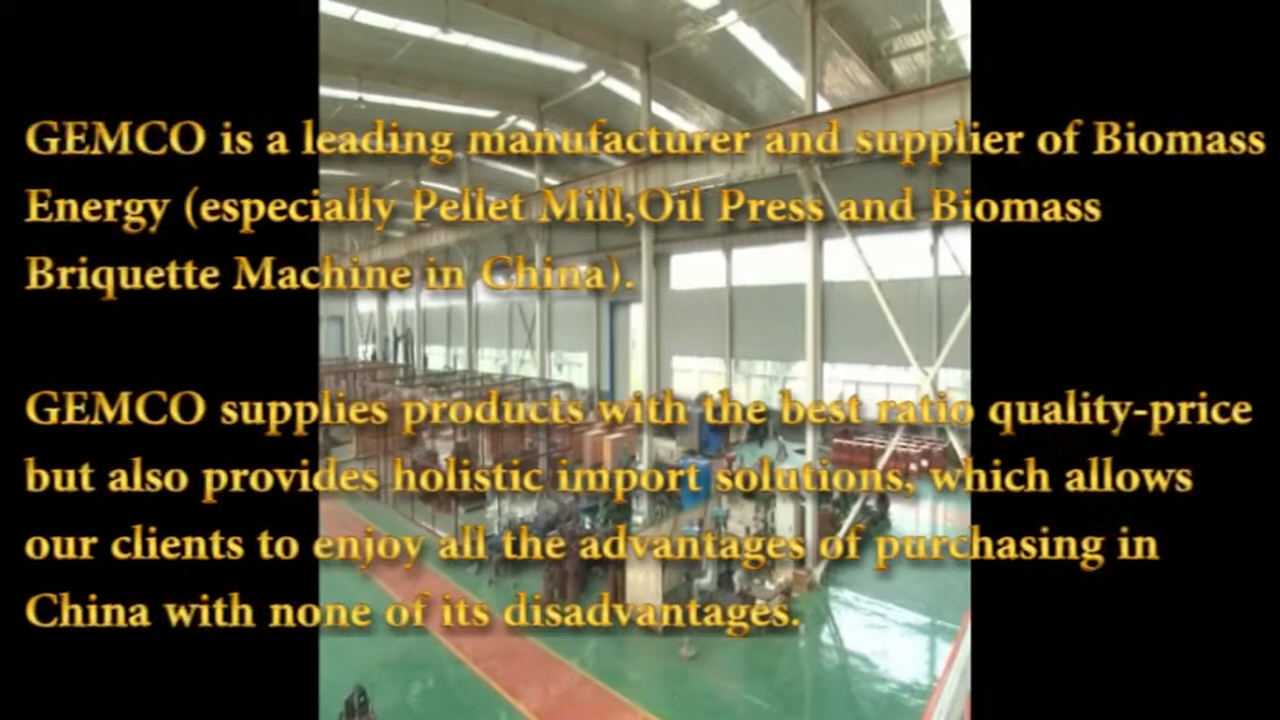 GEMCO is a leading manufacturer and supplier of Biomass
Energy (especially Pellet Mill,Oil Press and Biomass
Briquette Machine in China).
GEMCO supplies products with the best ratio quality-price
but also provides holistic import solutions, which allows
our clients to enjoy all the advantages of purchasing in
China with none of its disadvantages.